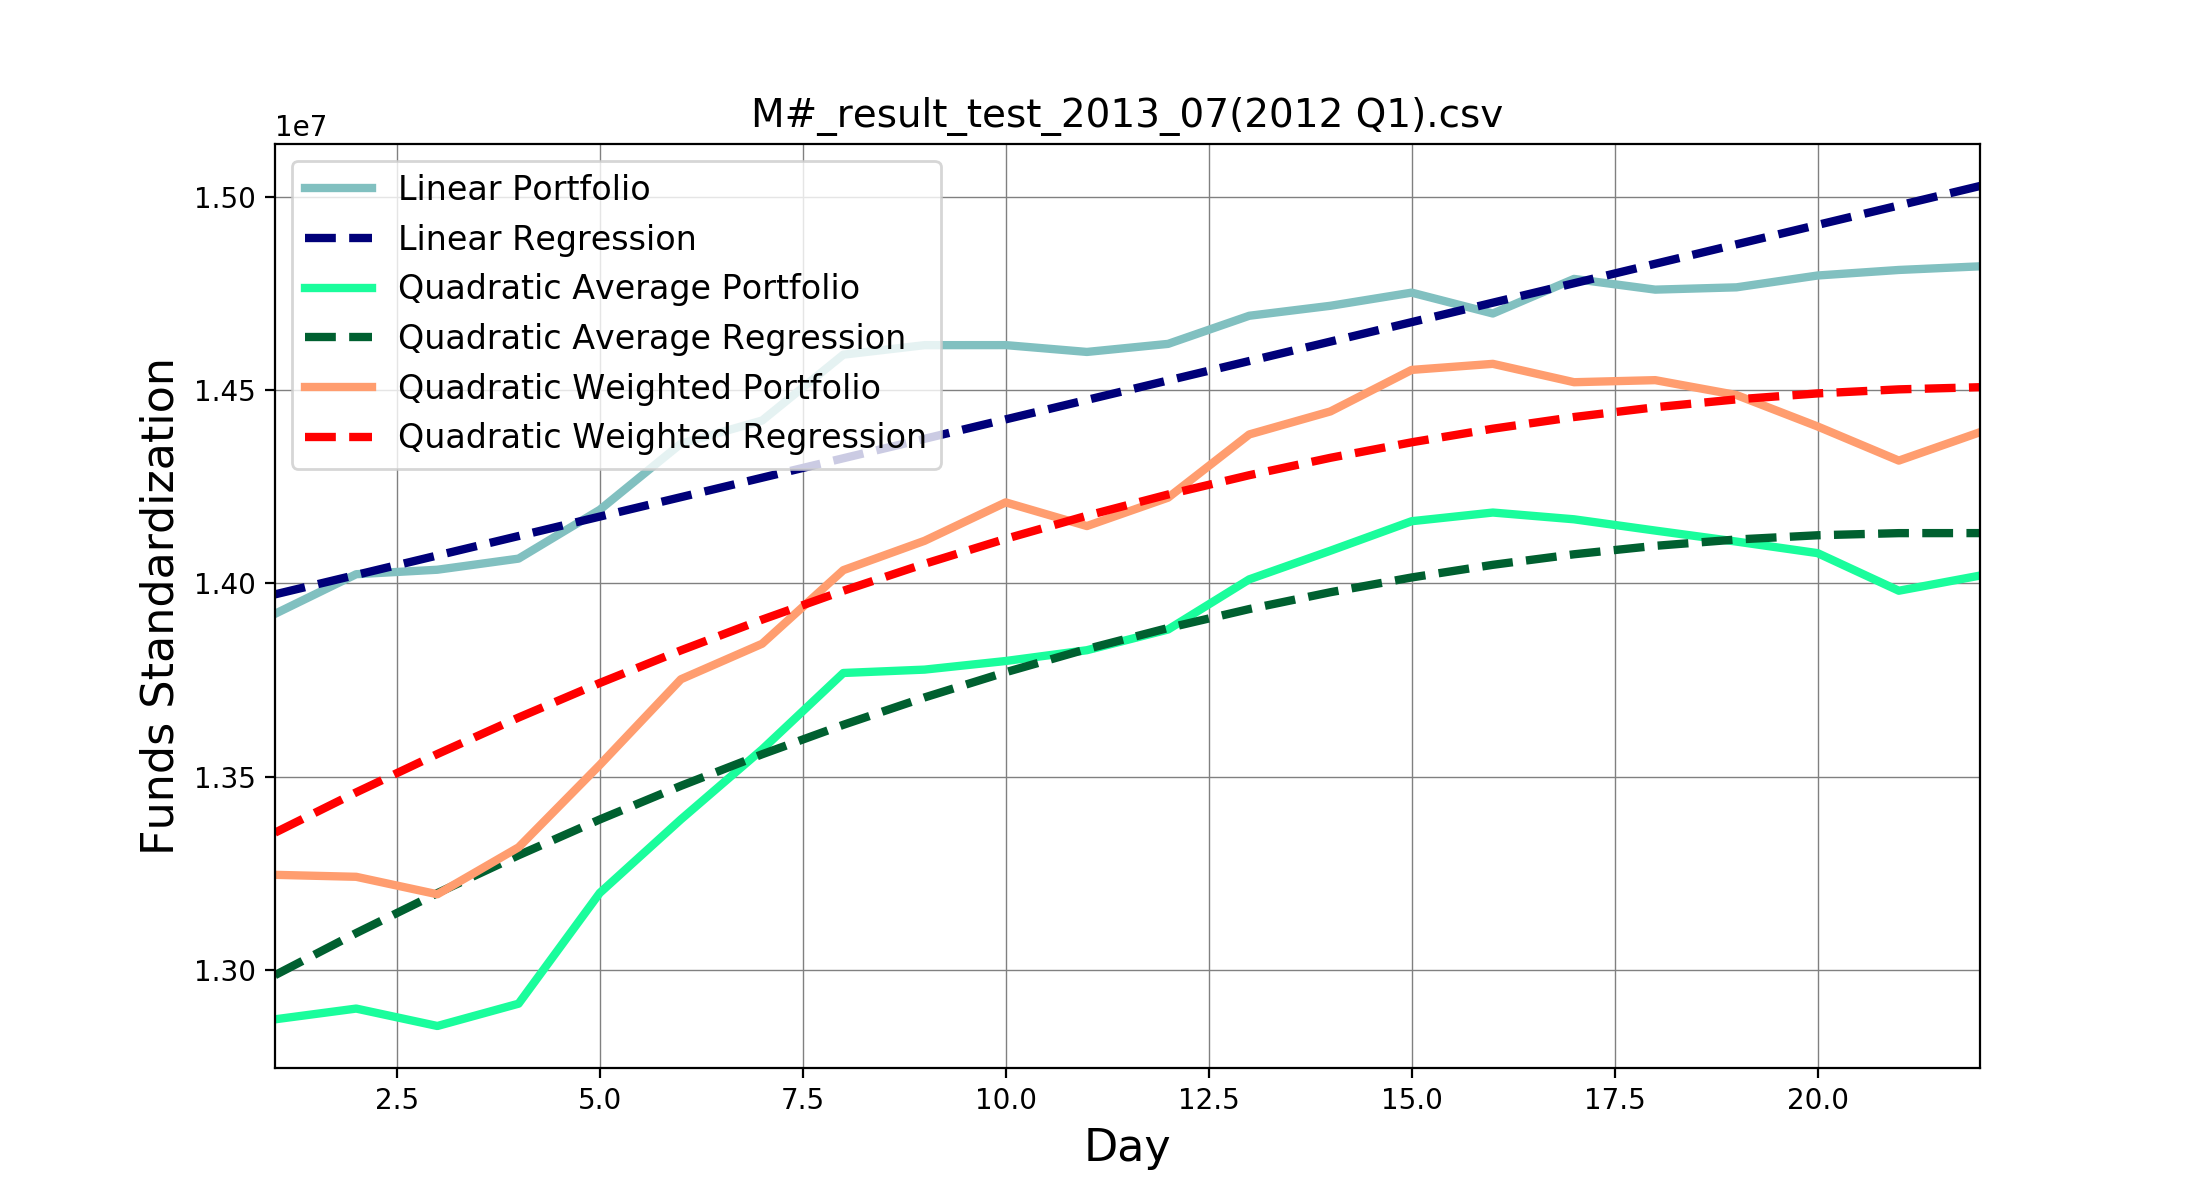 M#_result_test_2013_07(2012 Q1).csv
1e7
Linear Portfolio
Linear Regression
Quadratic Average Portfolio
Quadratic Average Regression
Quadratic Weighted Portfolio
Quadratic Weighted Regression
1.50
1.45
1.40
1.35
1.30
Funds Standardization
2.5 5.0 7.5 10.0 12.5 15.0 17.5 20.0
Day